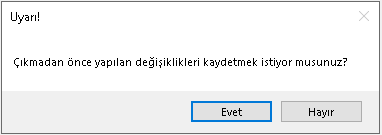 Uyarı!
Çıkmadan önce yapılan değişiklikleri kaydetmek istiyor musunuz?
Evet
Hayır